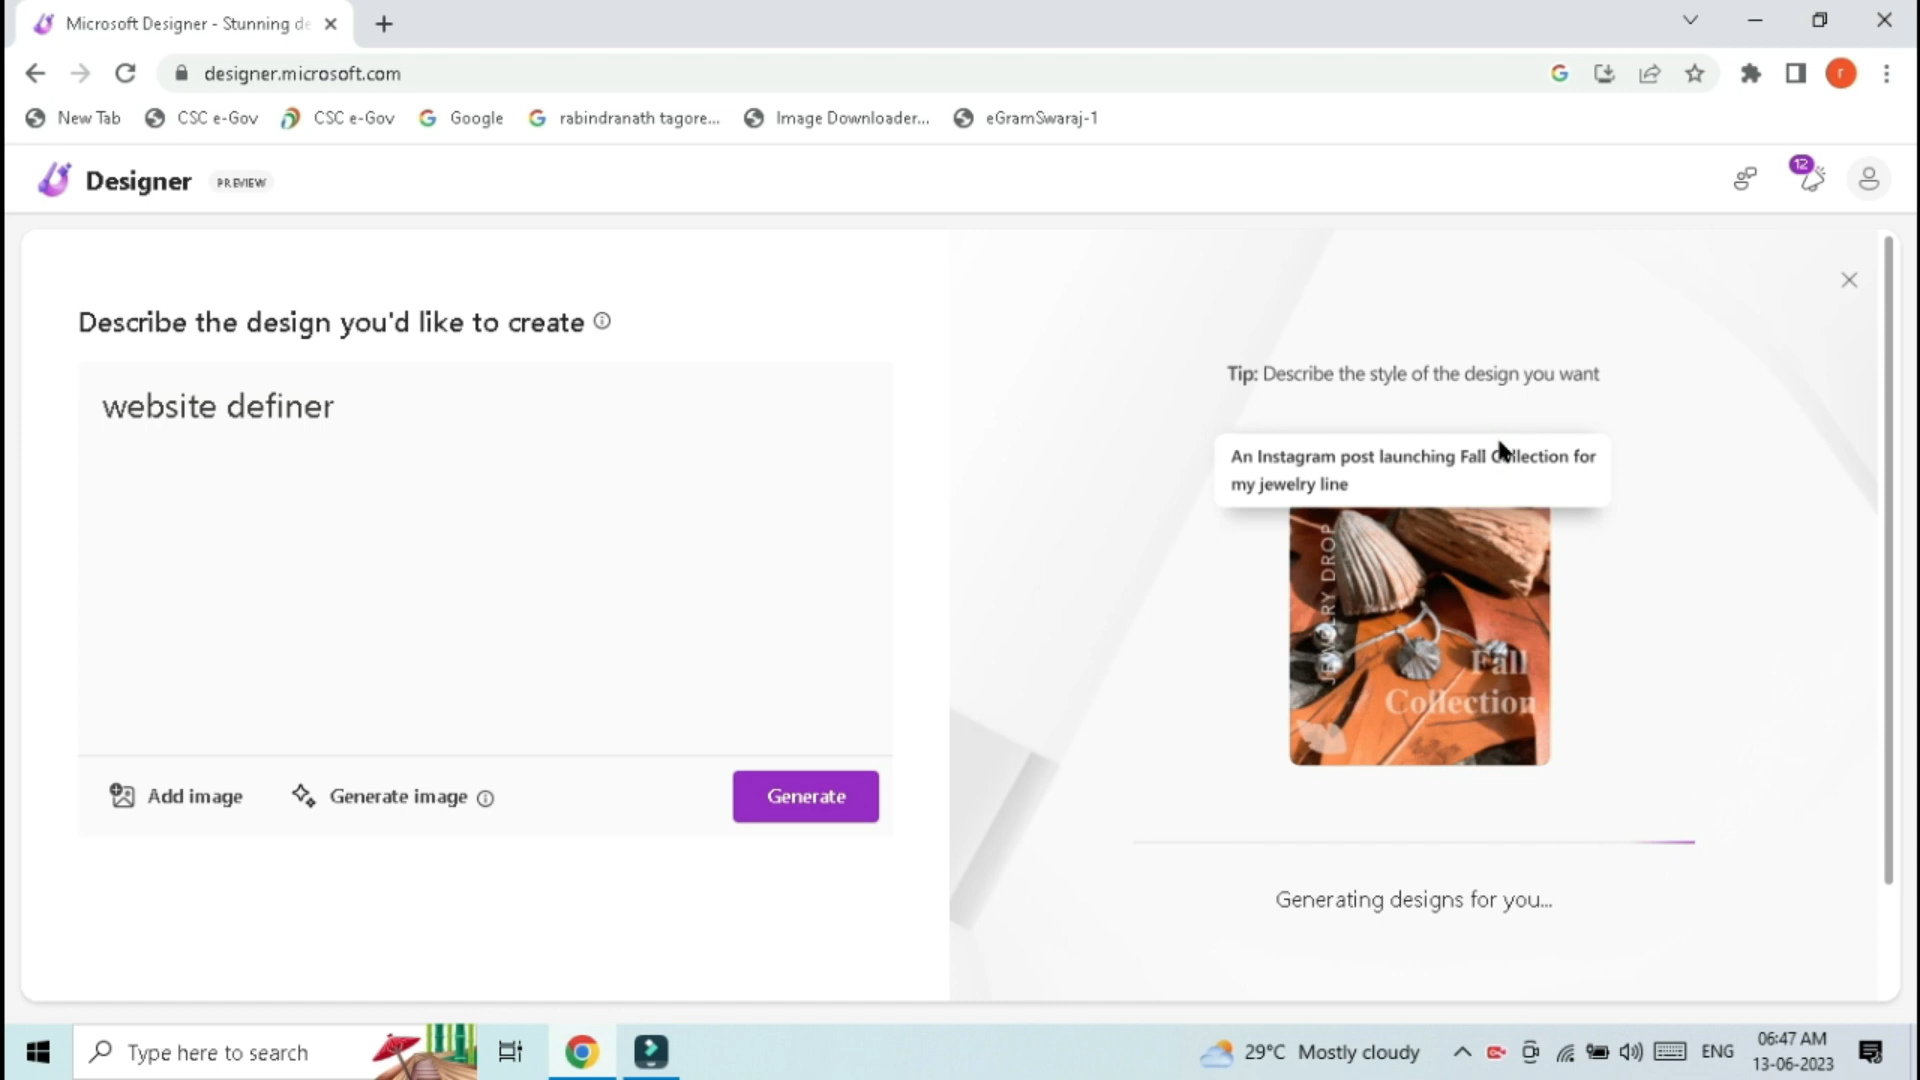 Microsoft Designer - Stunning de
designer.microsoft.com
r
New Tab
CSC e-Gov
CSC e-Gov
Google
rabindranath tagore...
Image Downloader...
eGramSwaraj-1
Designer
PREVIEW
12
Describe the design you'd like to create
website definer
Add image
Generate image
Generate
Tip: Describe the style of the design you want
An Instagram post launching Fall Collection for
my jewelry line
JEWELRY DROP
Fall
Collection
Generating designs for you...
Type here to search
29°C Mostly cloudy
ENG
06:47 AM
13-06-2023